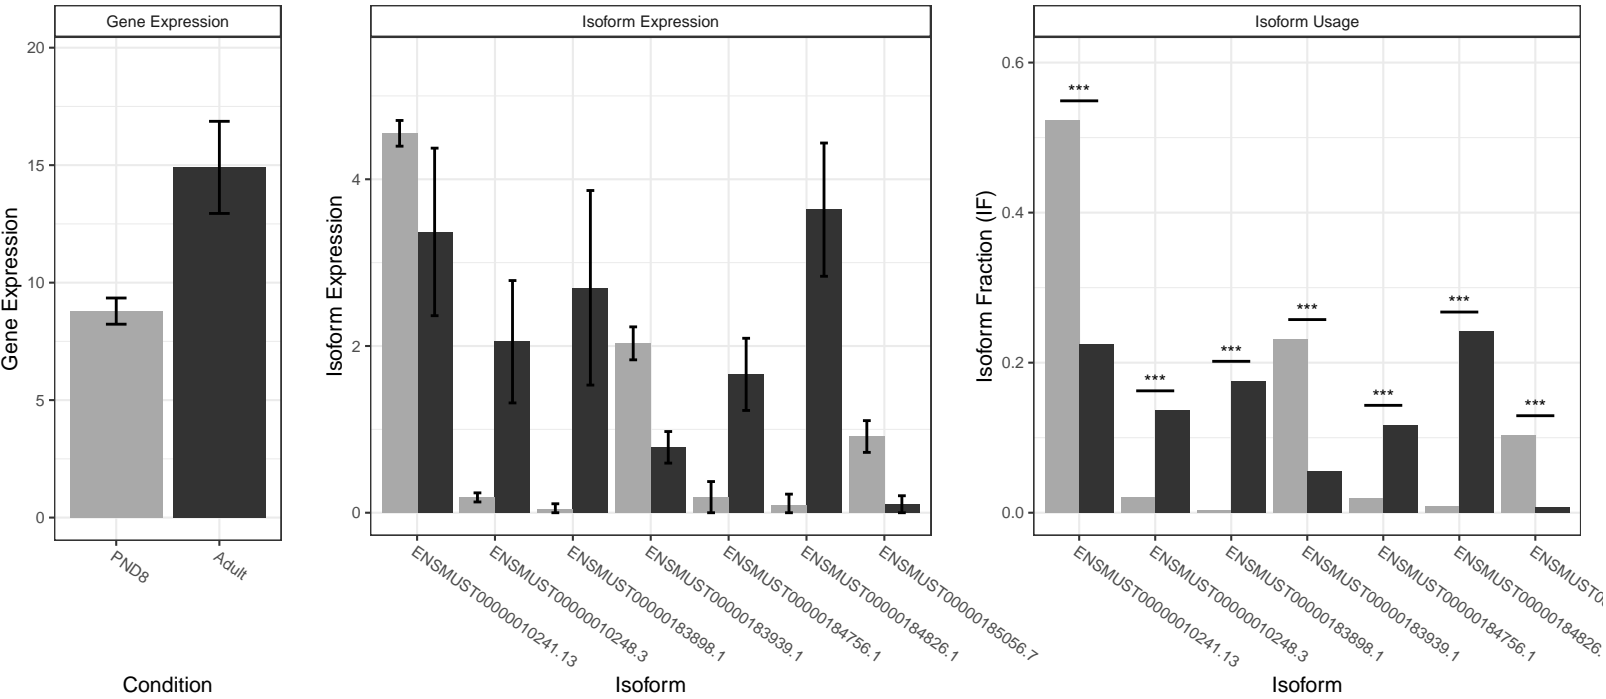 Gene Expression
Isoform Expression
Isoform Usage
Gene Expression
20
15
10
5
0
PND8
Adult
Condition
Isoform Expression
4
2
0
ENSMUST00000010241.13
ENSMUST00000010248.3
ENSMUST00000183898.1
ENSMUST00000183939.1
ENSMUST00000184756.1
ENSMUST00000184826.1
ENSMUST00000185056.7
Isoform
Isoform Fraction (IF)
0.6
0.4
0.2
0.0
***
***
***
***
***
***
***
ENSMUST00000010241.13
ENSMUST00000010248.3
ENSMUST00000183898.1
ENSMUST00000183939.1
ENSMUST00000184756.1
ENSMUST00000184826.
ENSMUST0
Isoform